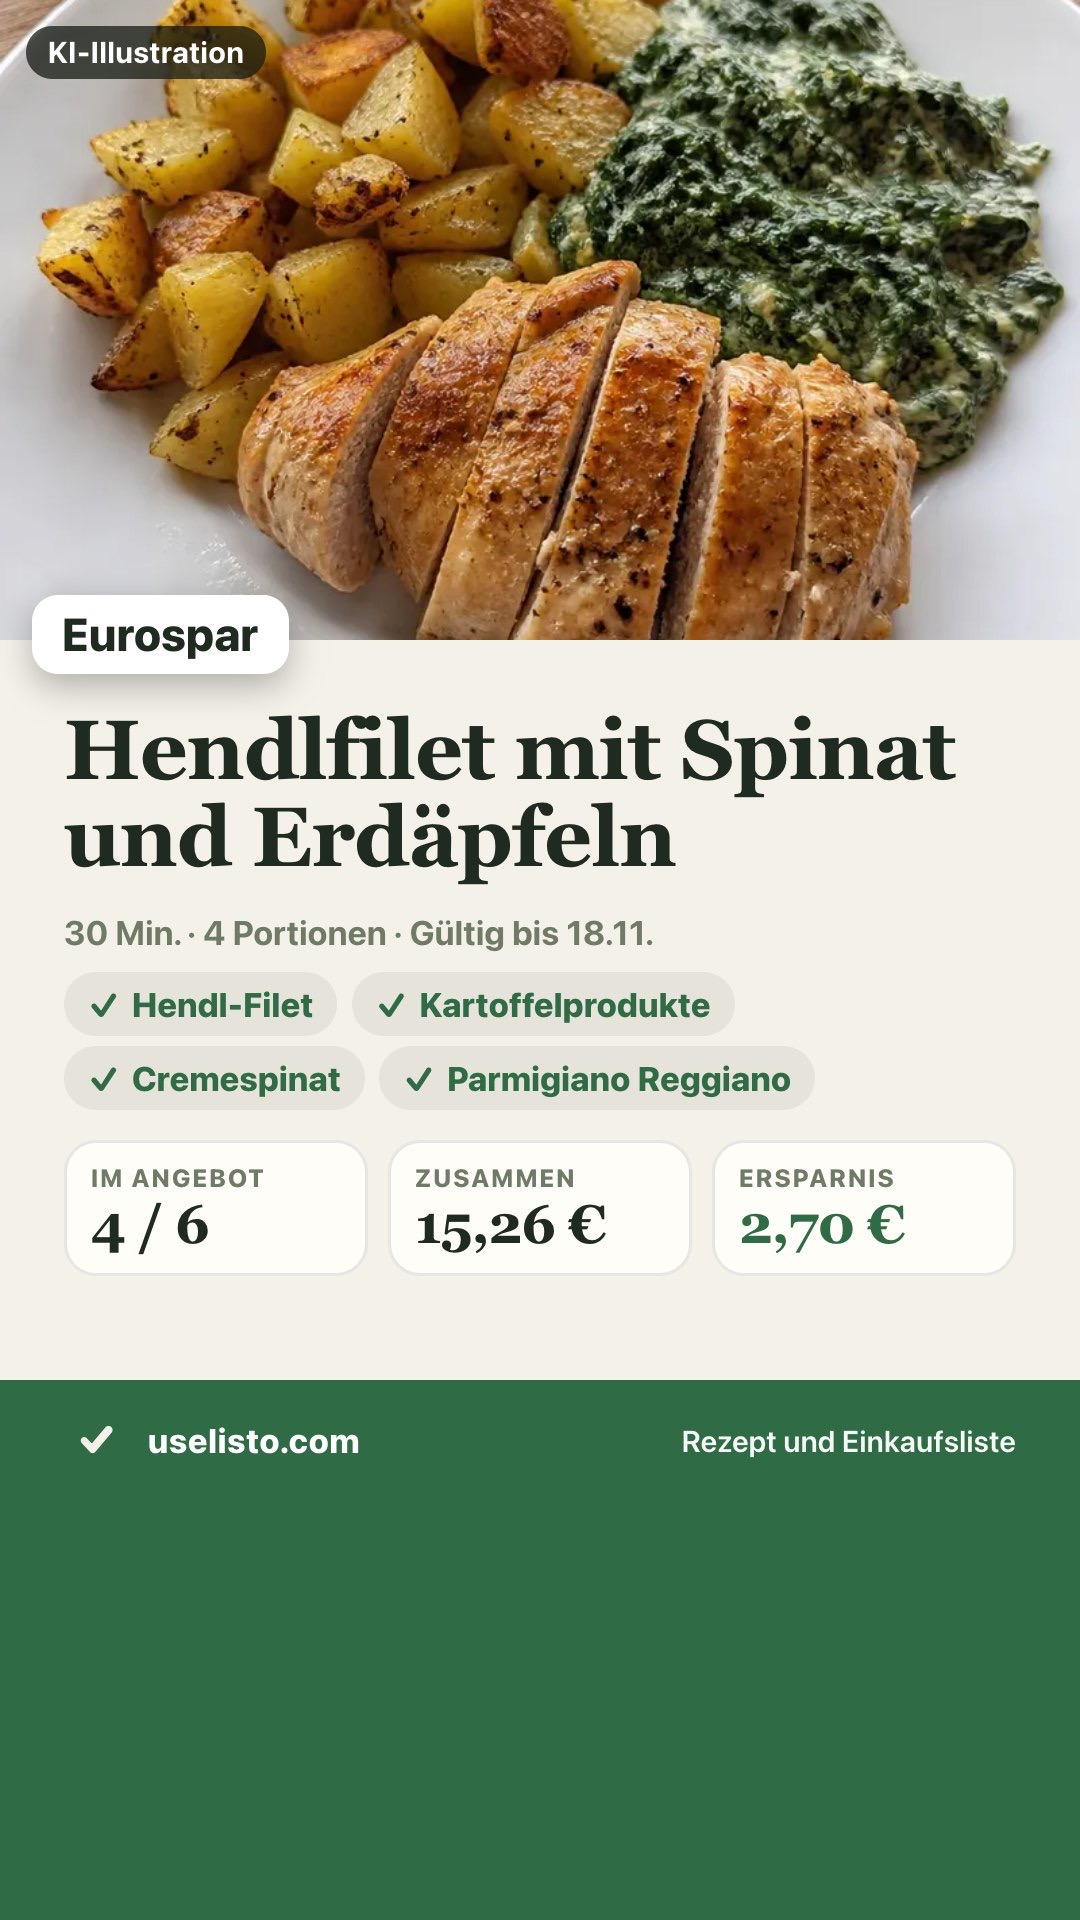 KI-Illustration
Eurospar
Hendlfilet mit Spinat
und Erdäpfeln
30 Min. · 4 Portionen · Gültig bis 18.11.
✓ Hendl-Filet ✓ Kartoffelprodukte
✓ Cremespinat ✓ Parmigiano Reggiano
IM ANGEBOT ZUSAMMEN ERSPARNIS
4 / 6 15,26 € 2,70 €
✓ uselisto.com Rezept und Einkaufsliste